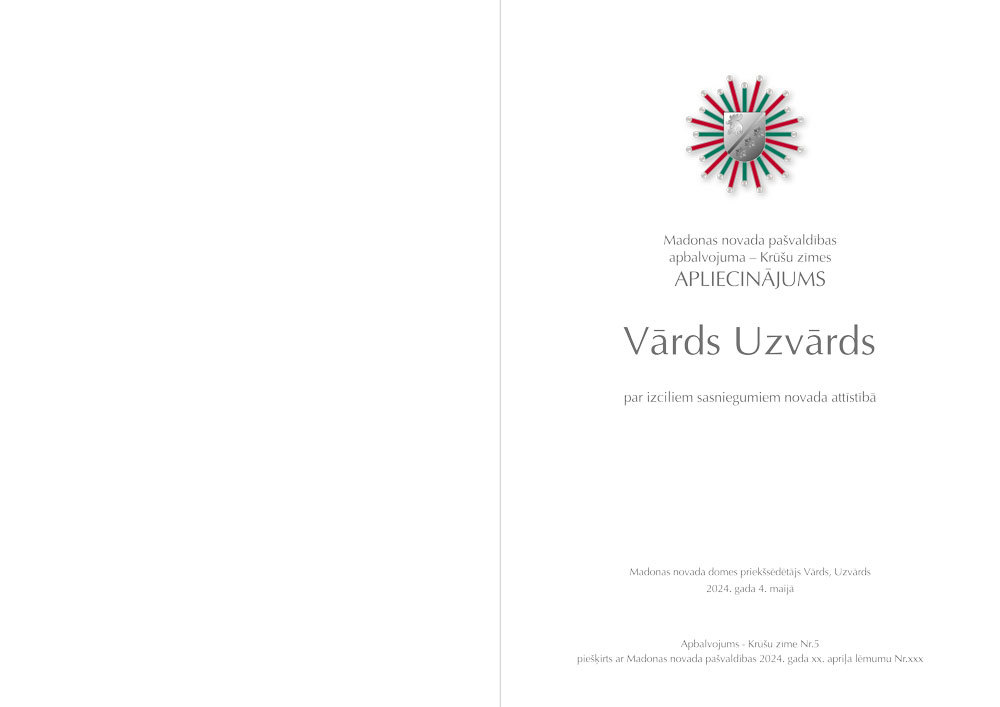 Madonas novada pašvaldības
apbalvojuma – Krūšu zīmes
APLIECINĀJUMS
Vārds Uzvārds
par izciliem sasniegumiem novada attīstībā
Madonas novada domes priekšsēdētājs Vārds, Uzvārds
2024. gada 4. maijā
Apbalvojums - Krūšu zīme Nr.5
piešķirts ar Madonas novada pašvaldības 2024. gada xx. aprīļa lēmumu Nr.xxx